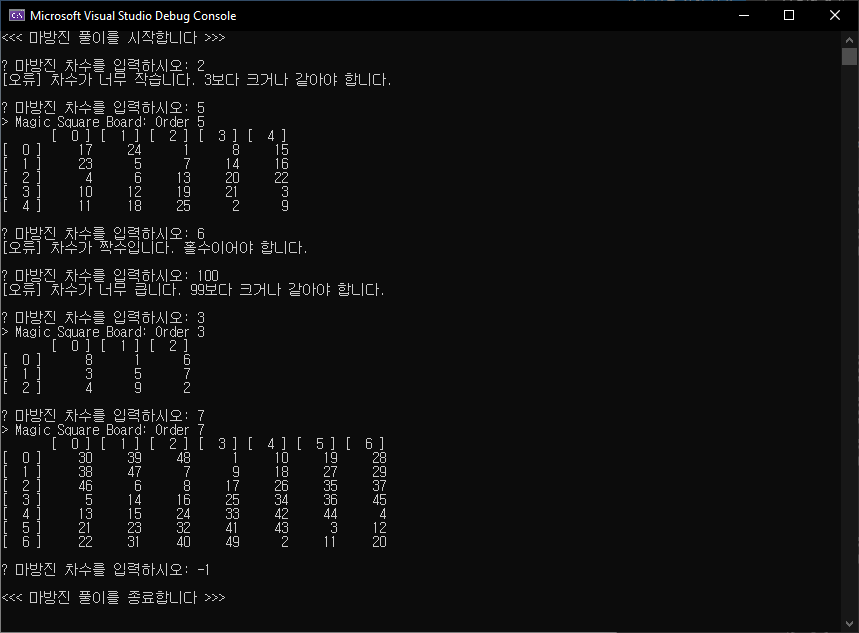 Microsoft Visual Studio Debug Console
<<< 마방진 풀이를 시작합니다 >>>
? 마방진 차수를 입력하시오: 2
[오류] 차수가 너무 작습니다. 3보다 크거나 같아야 합니다.
? 마방진 차수를 입력하시오: 5
> Magic Square Board: Order 5
[ 0 ] [ 1 ] [ 2 ] [ 3 ] [ 4 ]
[ 0 ] 17 24 1 8 15
[ 1 ] 23 5 7 14 16
[ 2 ] 4 6 13 20 22
[ 3 ] 10 12 19 21 3
[ 4 ] 11 18 25 2 9
? 마방진 차수를 입력하시오: 6
[오류] 차수가 짝수입니다. 홀수이어야 합니다.
? 마방진 차수를 입력하시오: 100
[오류] 차수가 너무 큽니다. 99보다 크거나 같아야 합니다.
? 마방진 차수를 입력하시오: 3
> Magic Square Board: Order 3
[ 0 ] [ 1 ] [ 2 ]
[ 0 ] 8 1 6
[ 1 ] 3 5 7
[ 2 ] 4 9 2
? 마방진 차수를 입력하시오: 7
> Magic Square Board: Order 7
[ 0 ] [ 1 ] [ 2 ] [ 3 ] [ 4 ] [ 5 ] [ 6 ]
[ 0 ] 30 39 48 1 10 19 28
[ 1 ] 38 47 7 9 18 27 29
[ 2 ] 46 6 8 17 26 35 37
[ 3 ] 5 14 16 25 34 36 45
[ 4 ] 13 15 24 33 42 44 4
[ 5 ] 21 23 32 41 43 3 12
[ 6 ] 22 31 40 49 2 11 20
? 마방진 차수를 입력하시오: -1
<<< 마방진 풀이를 종료합니다 >>>